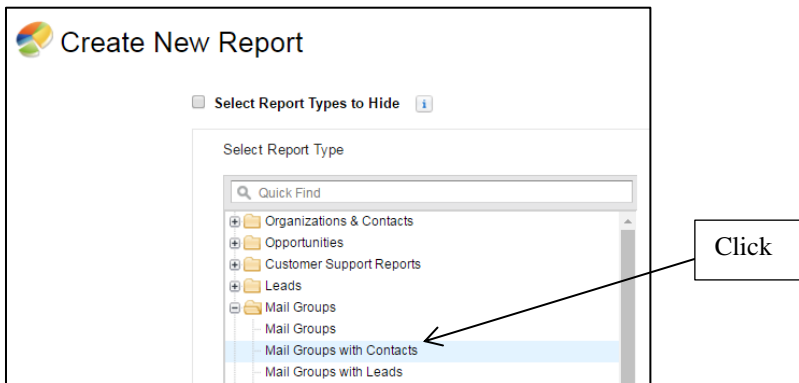 Create New Report
Select Report Types to Hide i
Select Report Type
Quick Find
Organizations & Contacts
Opportunities
Customer Support Reports
Leads
Mail Groups
Mail Groups
Mail Groups with Contacts
Mail Groups with Leads
Click